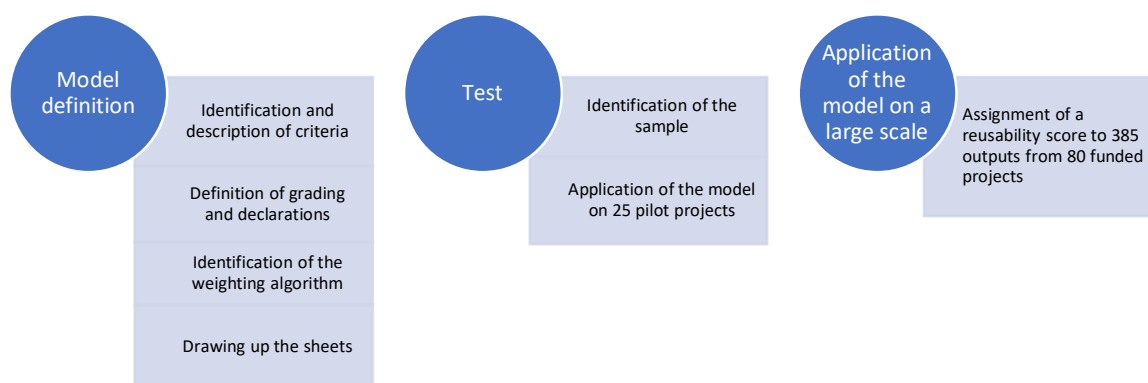 Model
definition
Identification and
description of criteria
Definition of grading
and declarations
Identification of the
weighting algorithm
Drawing up the sheets
Test
Identification of the
sample
Application of the model
on 25 pilot projects
Application
of the
model on a
large scale
Assignment of a
reusability score to 385
outputs from 80 funded
projects